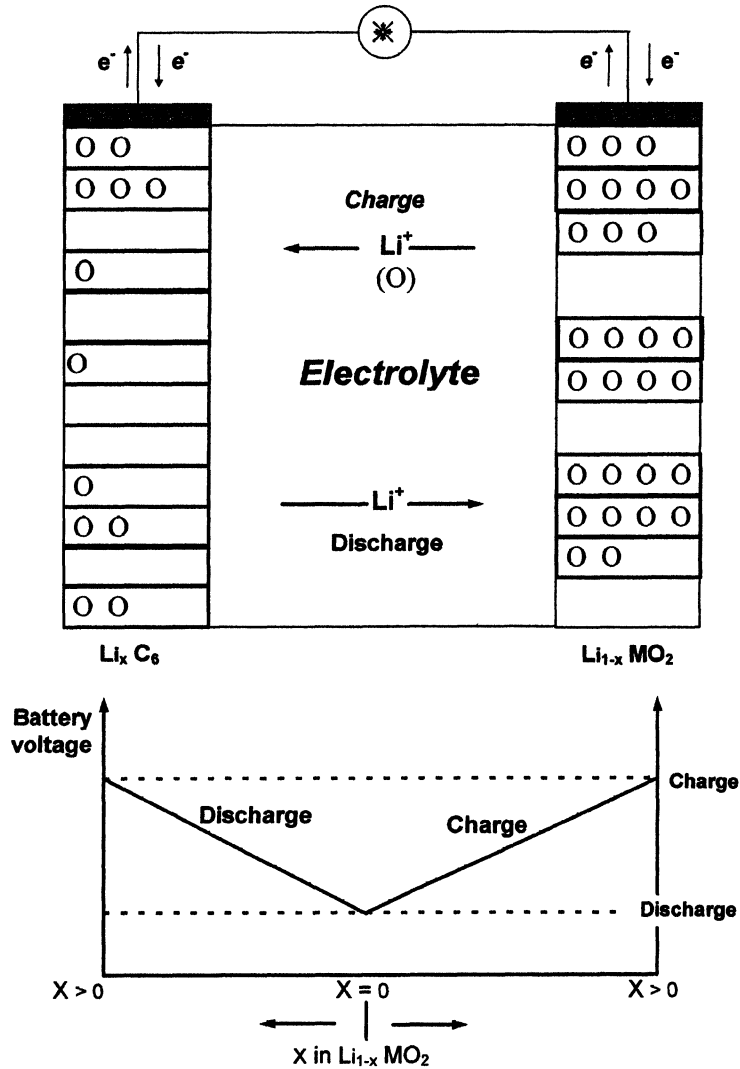 e⁻ e⁻ e⁻ e⁻
O O
O O O
O O O
O O O O
Charge
O O O
Li⁺
O
(O)
O O O O
O
Electrolyte
O O O O
O O O O
O
Li⁺
O O O O
O O
Discharge
O O
O O
Liₓ C₆
Li₁₋ₓ MO₂
Battery
voltage
Charge
Discharge
Charge
Discharge
X > 0
X = 0
X > 0
X in Li₁₋ₓ MO₂